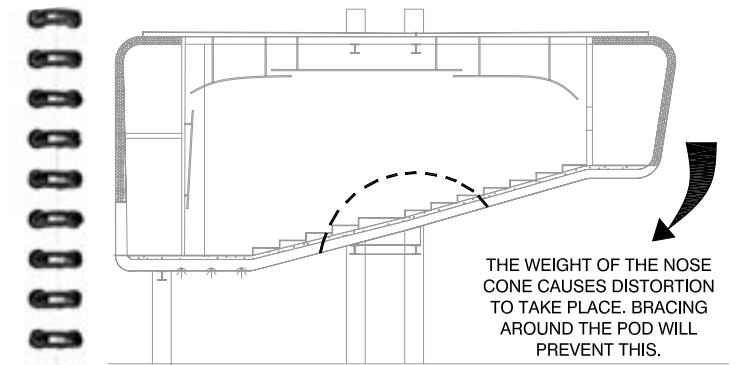 THE WEIGHT OF THE NOSE
CONE CAUSES DISTORTION
TO TAKE PLACE. BRACING
AROUND THE POD WILL
PREVENT THIS.